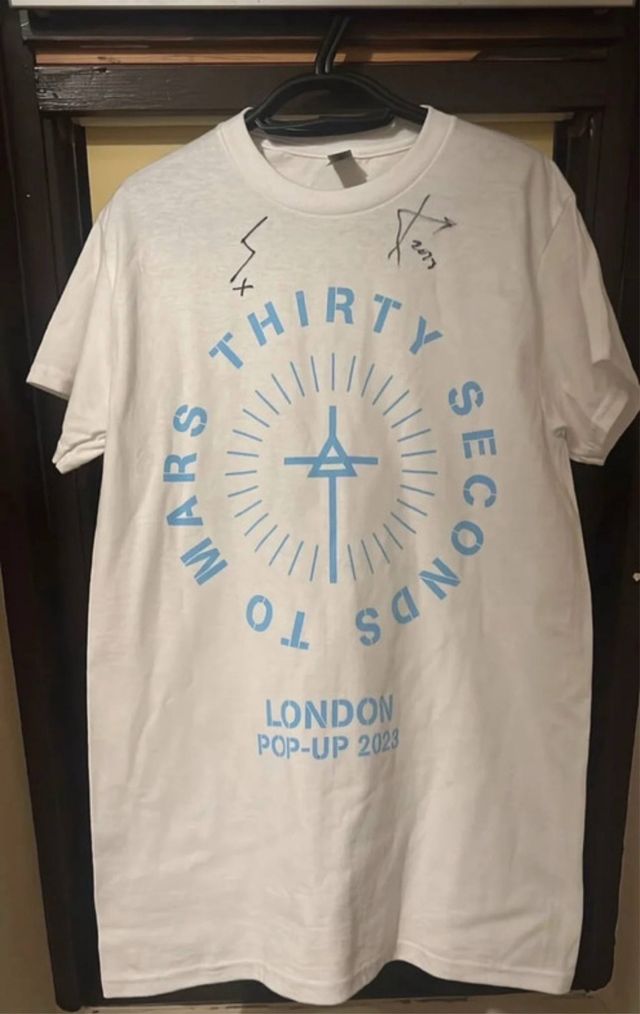 2023
THIRTY SECONDS TO MARS
LONDON
POP-UP 2023